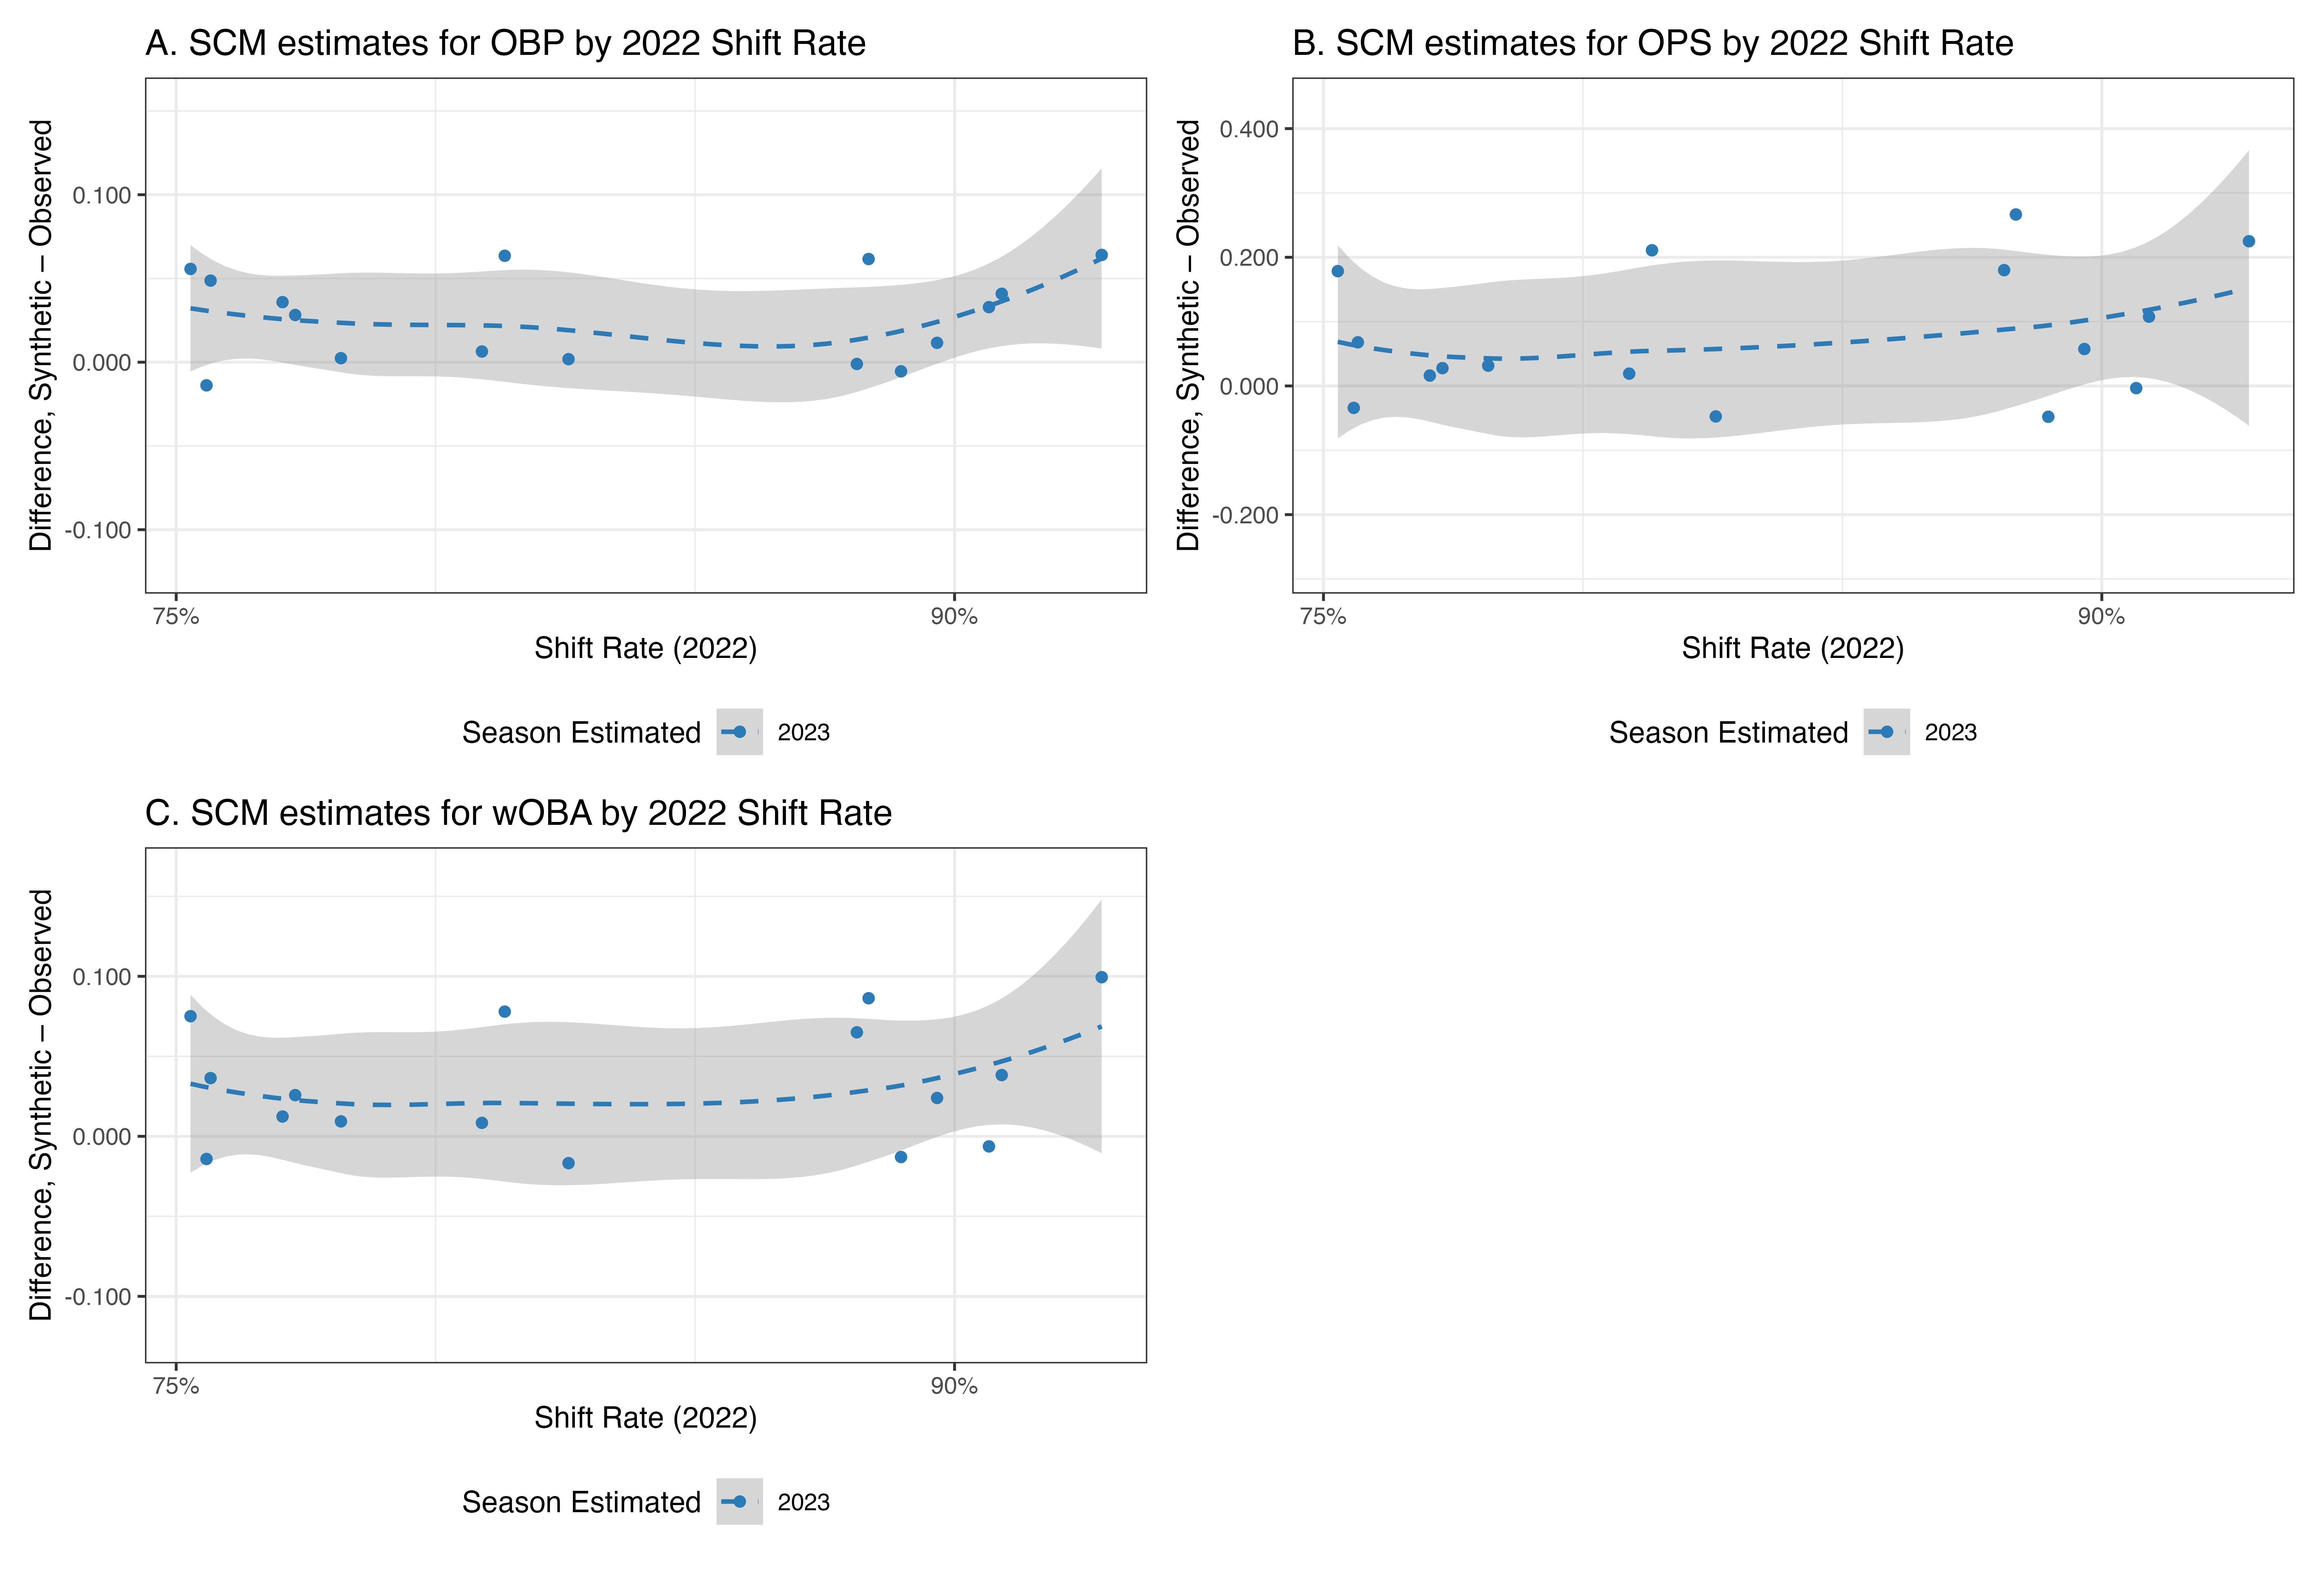 A. SCM estimates for OBP by 2022 Shift Rate
Difference, Synthetic – Observed
0.100
0.000
-0.100
75%
90%
Shift Rate (2022)
Season Estimated
2023
B. SCM estimates for OPS by 2022 Shift Rate
Difference, Synthetic – Observed
0.400
0.200
0.000
-0.200
75%
90%
Shift Rate (2022)
Season Estimated
2023
C. SCM estimates for wOBA by 2022 Shift Rate
Difference, Synthetic – Observed
0.100
0.000
-0.100
75%
90%
Shift Rate (2022)
Season Estimated
2023